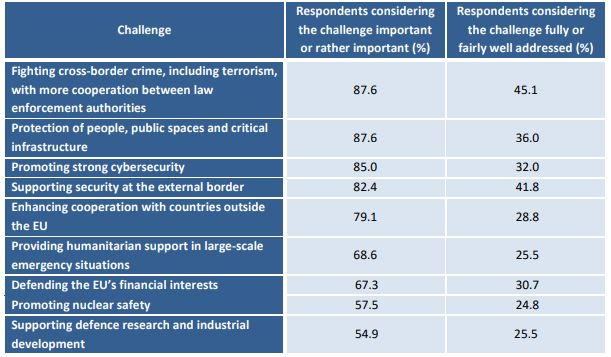 Challenge
Respondents considering
the challenge important
or rather important (%)
Respondents considering
the challenge fully or
fairly well addressed (%)
Fighting cross-border crime, including terrorism,
with more cooperation between law
enforcement authorities
87.6
45.1
Protection of people, public spaces and critical
infrastructure
87.6
36.0
Promoting strong cybersecurity
85.0
32.0
Supporting security at the external border
82.4
41.8
Enhancing cooperation with countries outside
the EU
79.1
28.8
Providing humanitarian support in large-scale
emergency situations
68.6
25.5
Defending the EU's financial interests
67.3
30.7
Promoting nuclear safety
57.5
24.8
Supporting defence research and industrial
development
54.9
25.5